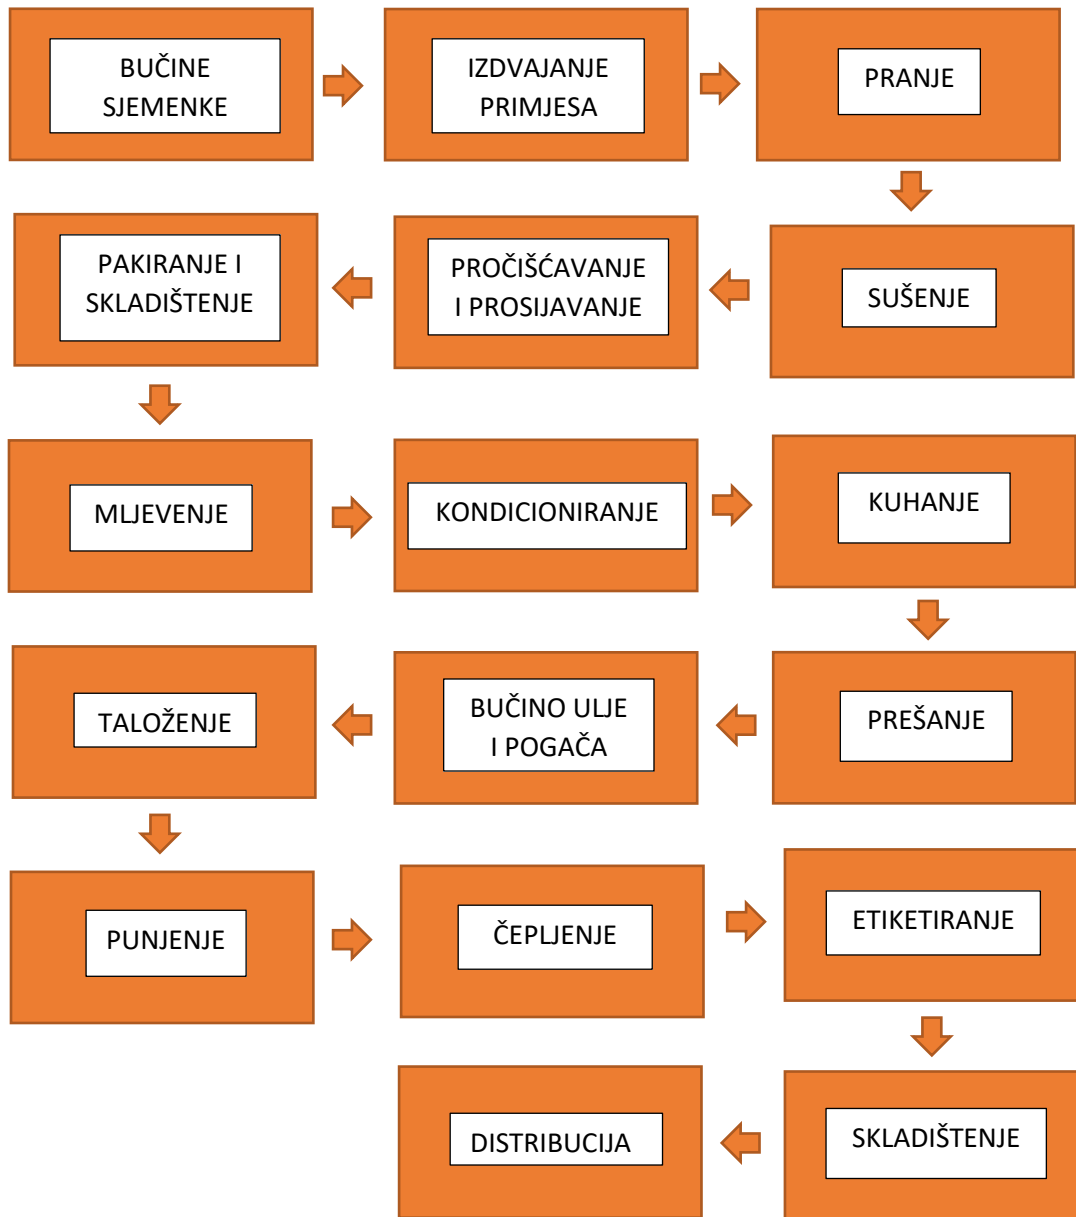 BUČINE
SJEMENKE
IZDVAJANJE
PRIMJESA
PRANJE
SUŠENJE
PROČIŠĆAVANJE
I PROSIJAVANJE
PAKIRANJE I
SKLADIŠTENJE
MLJEVENJE
KONDICIONIRANJE
KUHANJE
PREŠANJE
BUČINO ULJE
I POGAČA
TALOŽENJE
PUNJENJE
ČEPLJENJE
ETIKETIRANJE
SKLADIŠTENJE
DISTRIBUCIJA